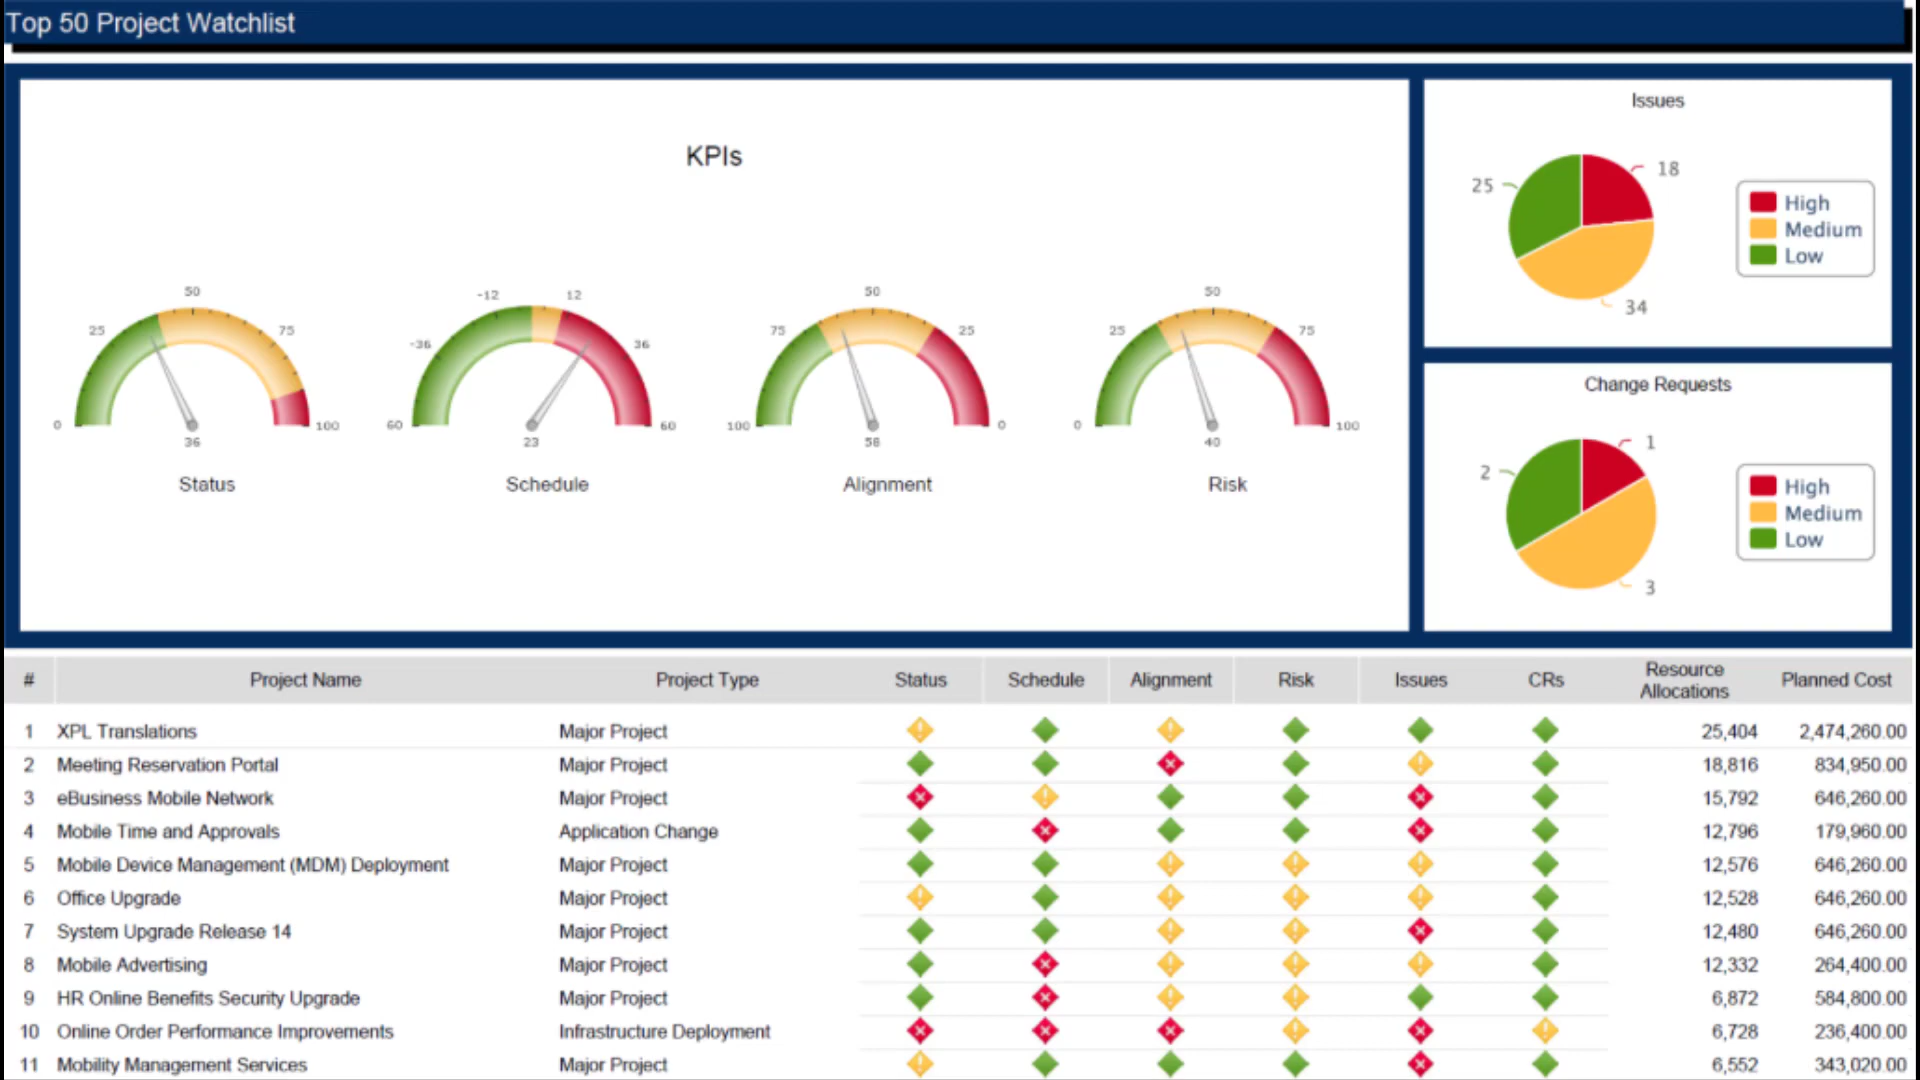 Top 50 Project Watchlist
KPIs
50
25
75
0
100
36
Status
-12
12
-36
36
60
60
23
Schedule
50
75
25
100
0
58
Alignment
50
25
75
0
100
40
Risk
Issues
18
25
34
High
Medium
Low
Change Requests
1
2
3
High
Medium
Low
# Project Name Project Type Status Schedule Alignment Risk Issues CRs Resource Allocations Planned Cost
1 XPL Translations Major Project 25,404 2,474,260.00
2 Meeting Reservation Portal Major Project 18,816 834,950.00
3 eBusiness Mobile Network Major Project 15,792 646,260.00
4 Mobile Time and Approvals Application Change 12,796 179,960.00
5 Mobile Device Management (MDM) Deployment Major Project 12,576 646,260.00
6 Office Upgrade Major Project 12,528 646,260.00
7 System Upgrade Release 14 Major Project 12,480 646,260.00
8 Mobile Advertising Major Project 12,332 264,400.00
9 HR Online Benefits Security Upgrade Major Project 6,872 584,800.00
10 Online Order Performance Improvements Infrastructure Deployment 6,728 236,400.00
11 Mobility Management Services Major Project 6,552 343,020.00